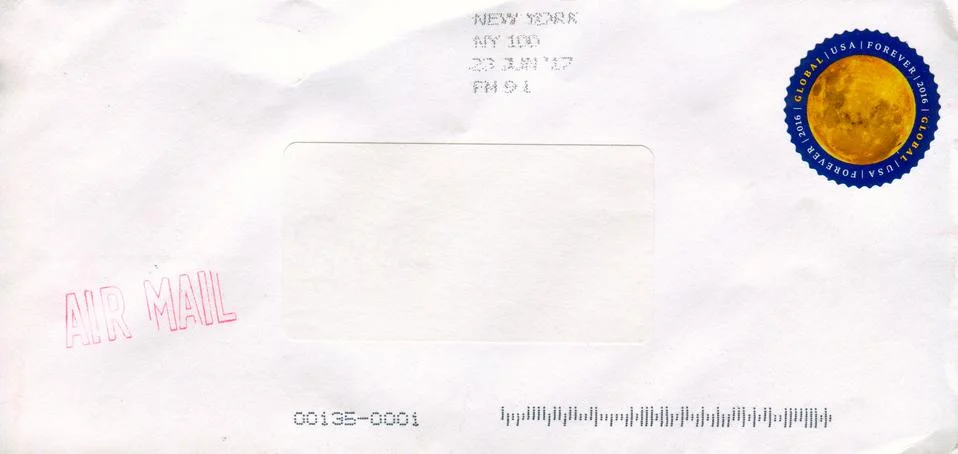 NEW YORK
NY 100
23 JUN '17
PM 9 1
GLOBAL | USA | FOREVER | 2016 | GLOBAL | USA | FOREVER | 2016 |
AIR MAIL
00135-0001